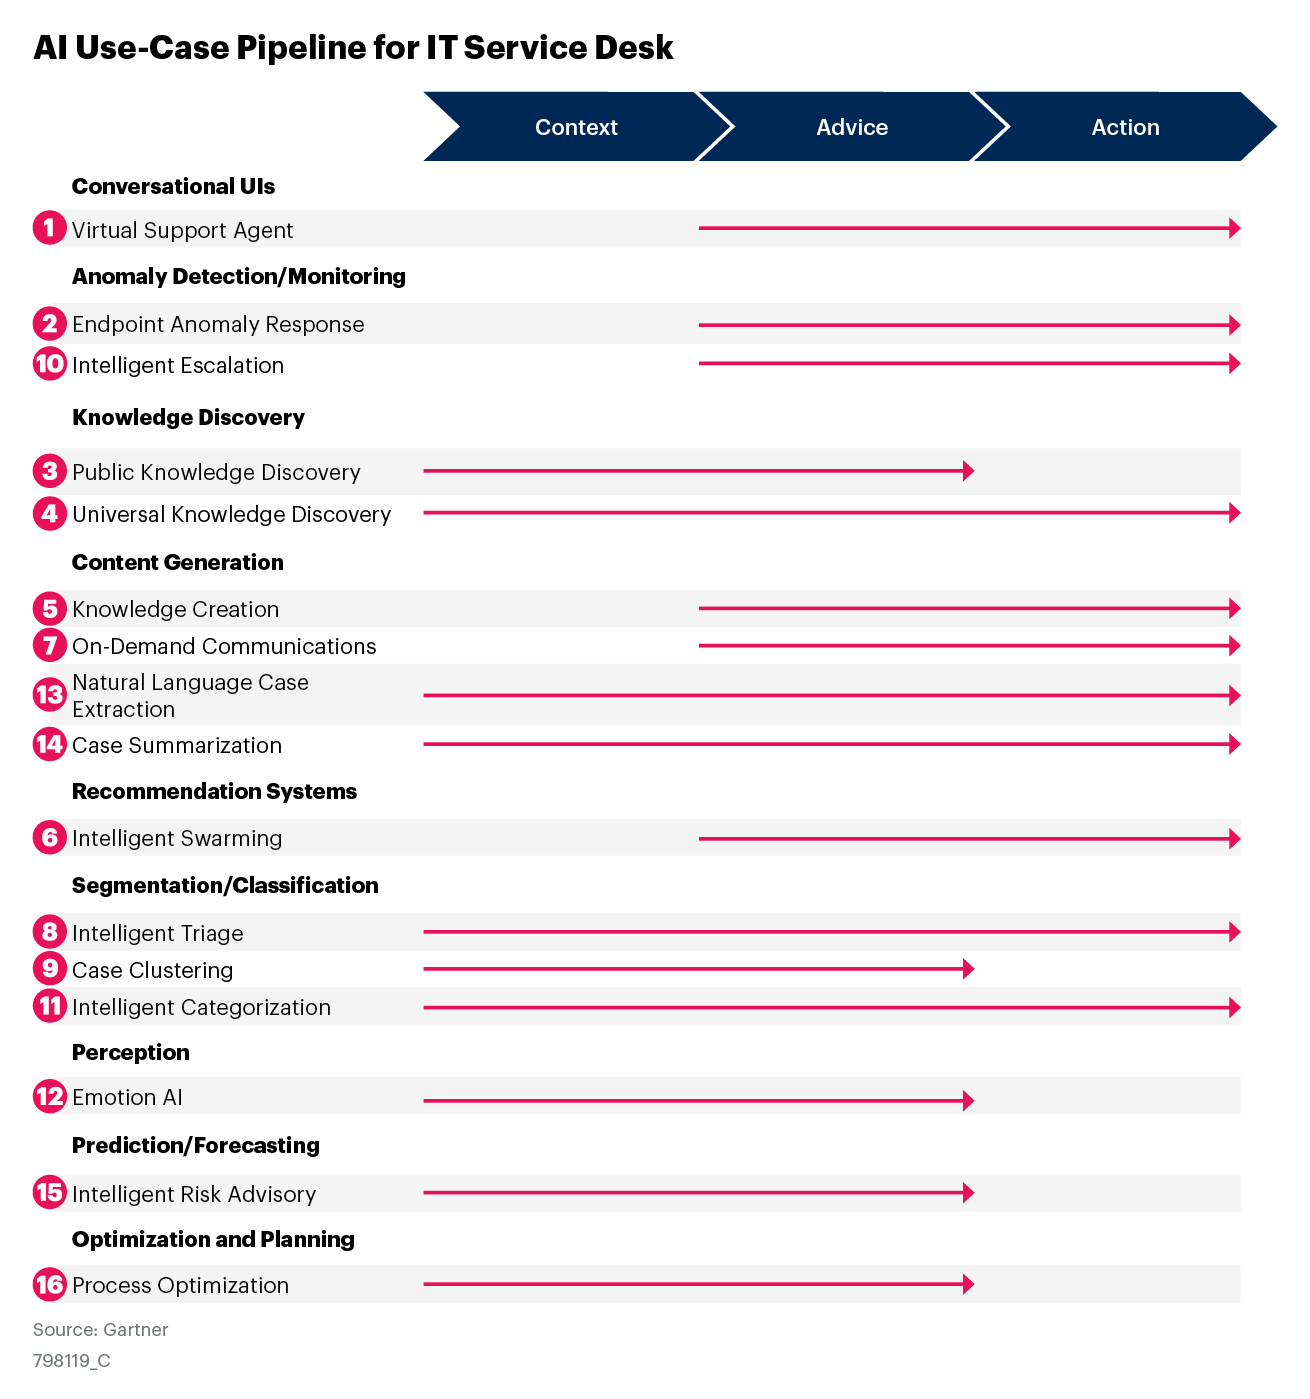 AI Use-Case Pipeline for IT Service Desk
Context
Advice
Action
Conversational UIs
1 Virtual Support Agent
Anomaly Detection/Monitoring
2 Endpoint Anomaly Response
10 Intelligent Escalation
Knowledge Discovery
3 Public Knowledge Discovery
4 Universal Knowledge Discovery
Content Generation
5 Knowledge Creation
7 On-Demand Communications
13 Natural Language Case
Extraction
14 Case Summarization
Recommendation Systems
6 Intelligent Swarming
Segmentation/Classification
8 Intelligent Triage
9 Case Clustering
11 Intelligent Categorization
Perception
12 Emotion AI
Prediction/Forecasting
15 Intelligent Risk Advisory
Optimization and Planning
16 Process Optimization
Source: Gartner
798119_C